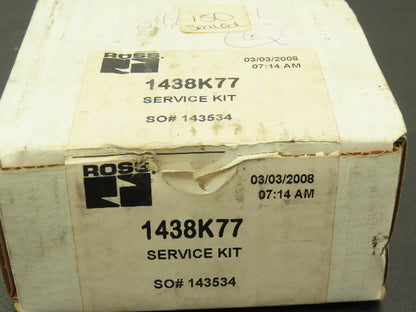 150
ROSS.
03/03/2008
07:14 AM
1438K77
SERVICE KIT
SO# 143534
ROSS.
03/03/2008
07:14 AM
1438K77
SERVICE KIT
SO# 143534